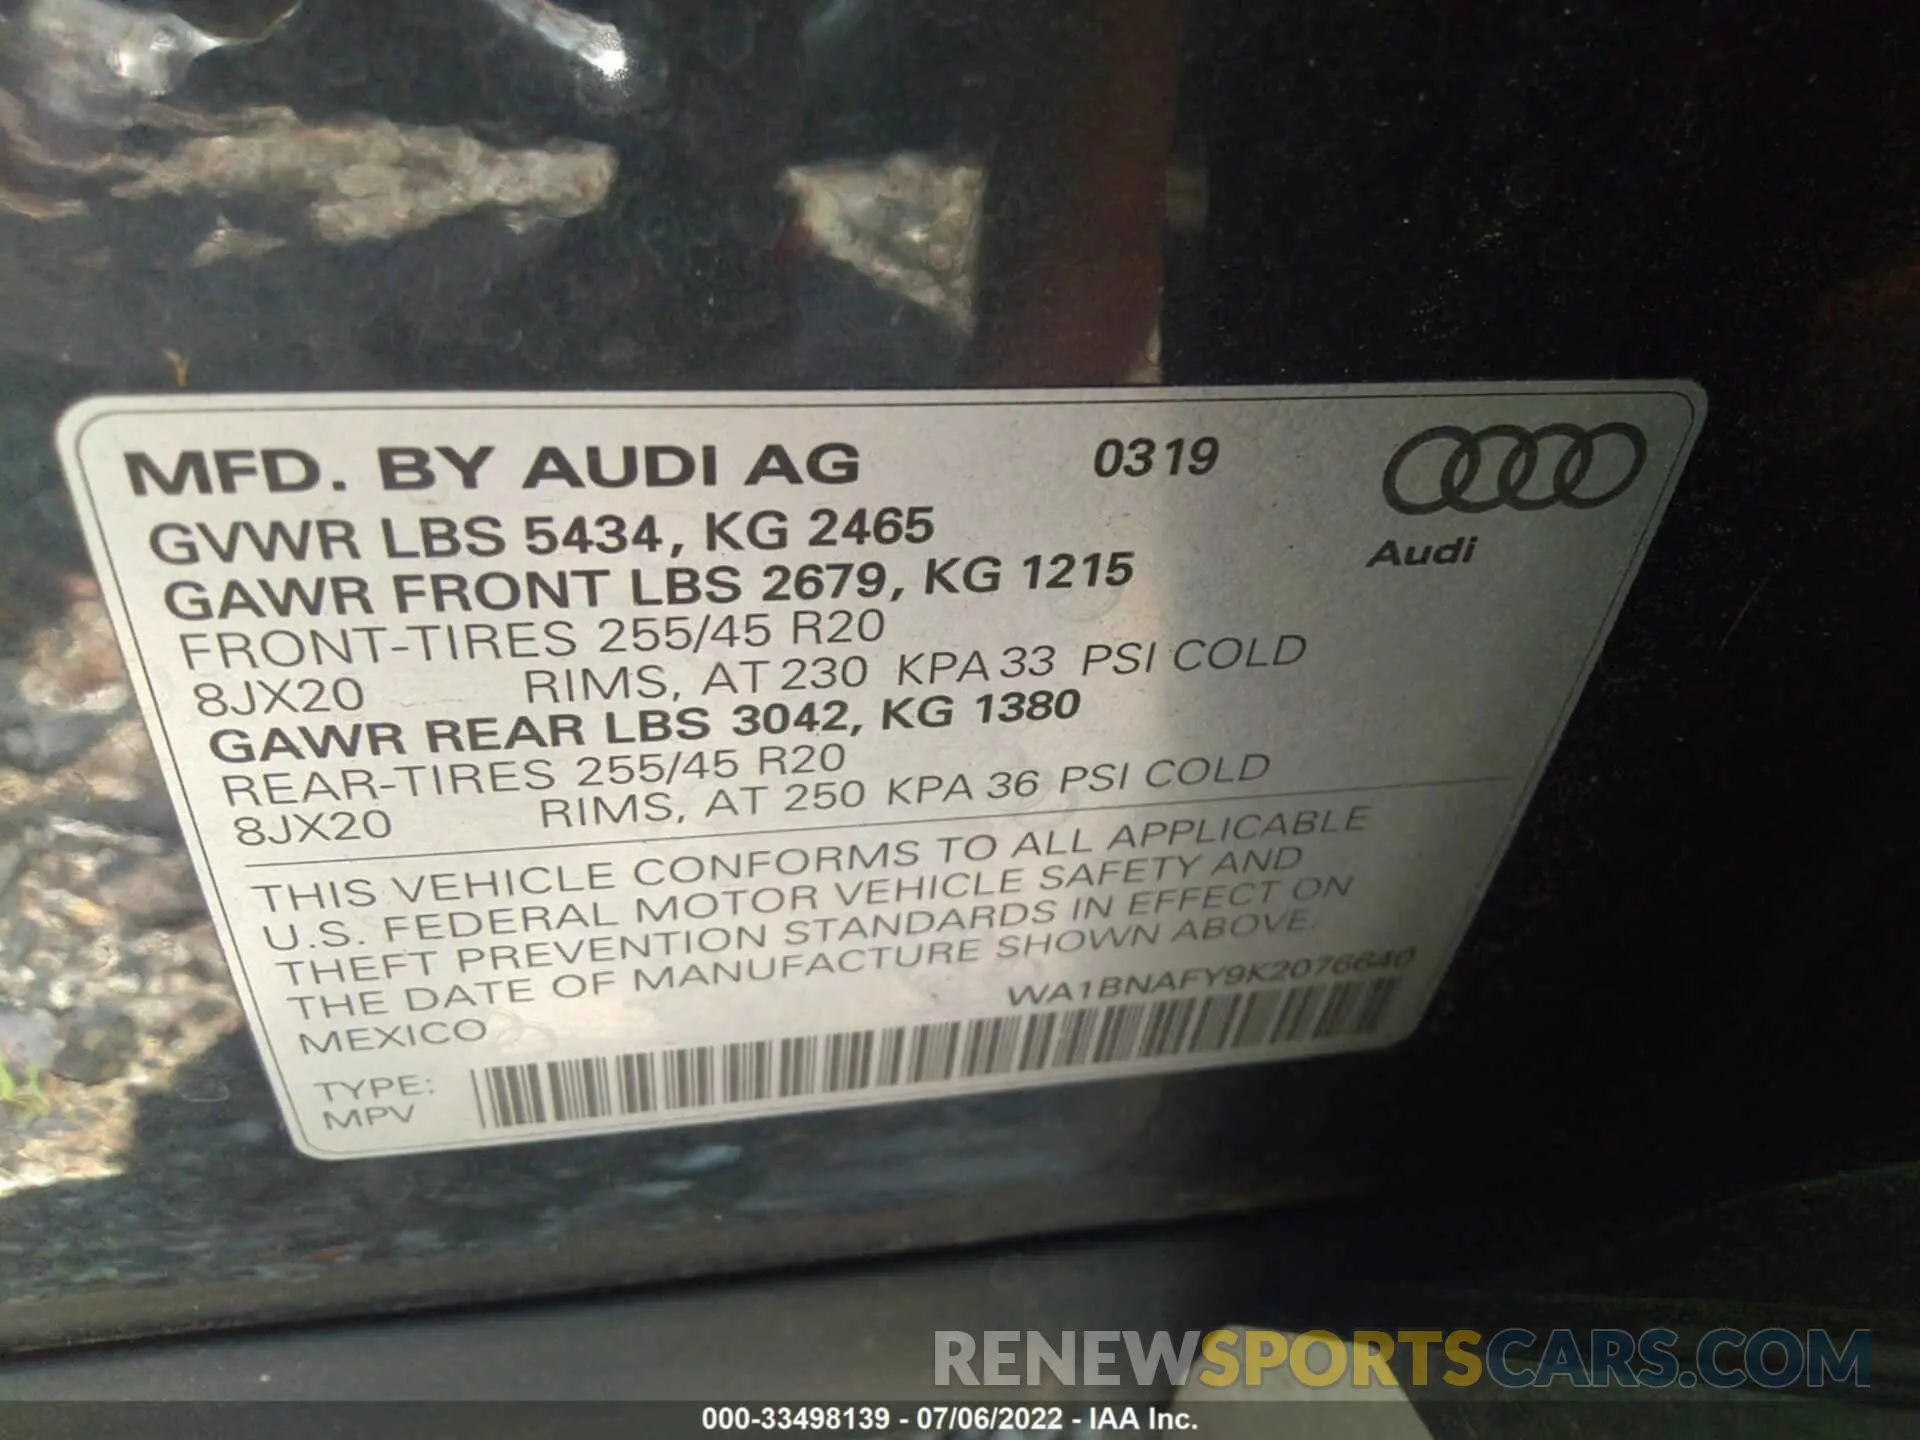 MFD. BY AUDI AG 0319
GVWR LBS 5434, KG 2465
GAWR FRONT LBS 2679, KG 1215
Audi
FRONT-TIRES 255/45 R20
8JX20 RIMS, AT 230 KPA 33 PSI COLD
GAWR REAR LBS 3042, KG 1380
REAR-TIRES 255/45 R20
8JX20 RIMS, AT 250 KPA 36 PSI COLD
THIS VEHICLE CONFORMS TO ALL APPLICABLE
U.S. FEDERAL MOTOR VEHICLE SAFETY AND
THEFT PREVENTION STANDARDS IN EFFECT ON
THE DATE OF MANUFACTURE SHOWN ABOVE.
MEXICO WA1BNAFY9K2076640
TYPE:
MPV
RENEWSPORTSCARS.COM
000-33498139 - 07/06/2022 - IAA Inc.